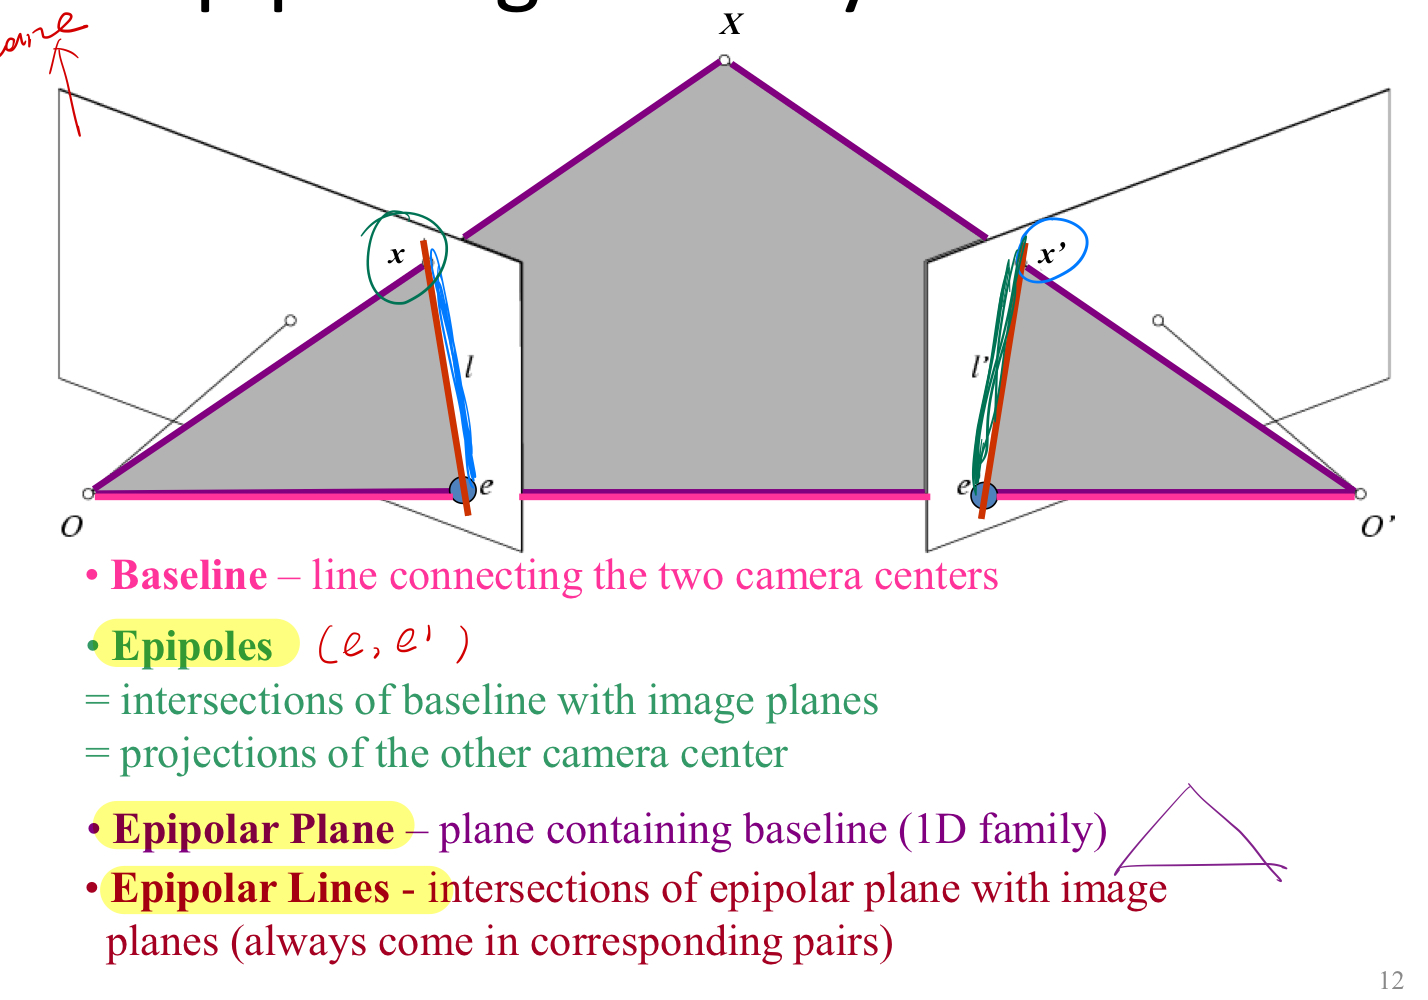 X
x
x’
l
l’
e
e
O
O’
• Baseline – line connecting the two camera centers
• Epipoles (e, e')
= intersections of baseline with image planes
= projections of the other camera center
• Epipolar Plane – plane containing baseline (1D family)
• Epipolar Lines - intersections of epipolar plane with image
planes (always come in corresponding pairs)
12